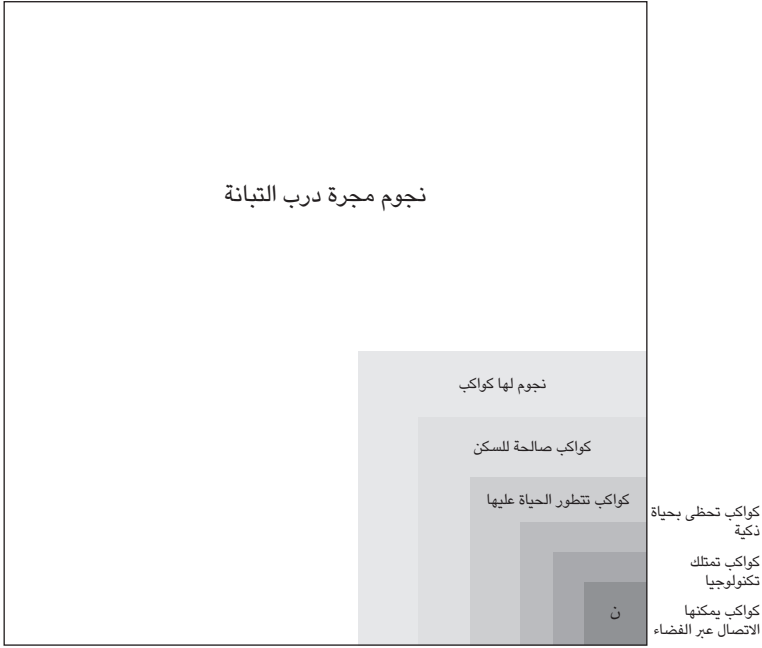 نجوم مجرة درب التبانة
نجوم لها كواكب
كواكب صالحة للسكن
كواكب تتطور الحياة عليها
كواكب تحظى بحياة
ذكية
كواكب تمتلك
تكنولوجيا
كواكب يمكنها
الاتصال عبر الفضاء
ن